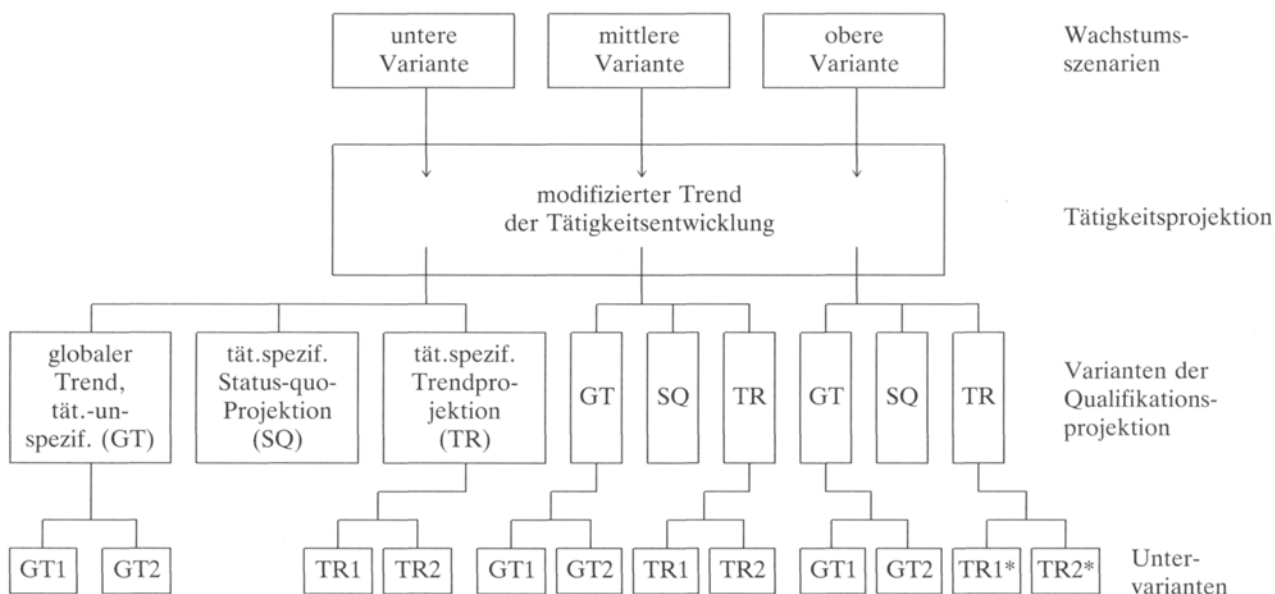 untere
Variante
mittlere
Variante
obere
Variante
Wachstums-
szenarien
modifizierter Trend
der Tätigkeitsentwicklung
Tätigkeitsprojektion
globaler
Trend,
tät.-un-
spezif. (GT)
tät.spezif.
Status-quo-
Projektion
(SQ)
tät.spezif.
Trendpro-
jektion
(TR)
GT
SQ
TR
GT
SQ
TR
Varianten der
Qualifikations-
projektion
GT1
GT2
TR1
TR2
GT1
GT2
TR1
TR2
GT1
GT2
TR1*
TR2*
Unter-
varianten